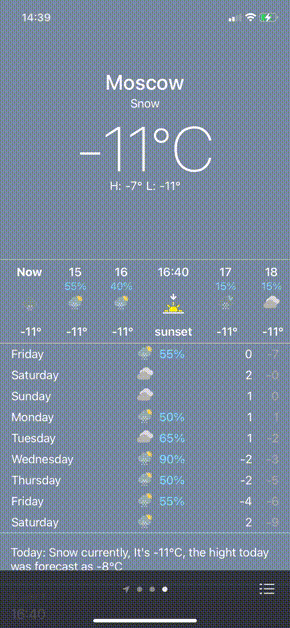 14:39
Moscow
Snow
-11°C
H: -7° L: -11°
Now 15 16 16:40 17 18
55% 40% 15% 15%
-11° -11° -11° sunset -11° -11°
Friday 55% 0 -7
Saturday 2 -0
Sunday 1 0
Monday 50% 1 1
Tuesday 65% 1 -2
Wednesday 90% -2 -3
Thursday 50% -2 -5
Friday 55% -4 -6
Saturday 2 -9
Today: Snow currently, It's -11°C, the hight today
was forecast as -8°C
16:40